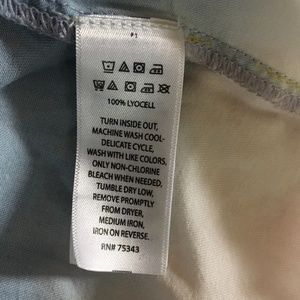 100% LYOCELL
TURN INSIDE OUT,
MACHINE WASH COOL-
DELICATE CYCLE,
WASH WITH LIKE COLORS,
ONLY NON-CHLORINE
BLEACH WHEN NEEDED,
TUMBLE DRY LOW,
REMOVE PROMPTLY
FROM DRYER,
MEDIUM IRON,
IRON ON REVERSE.
RN# 75343